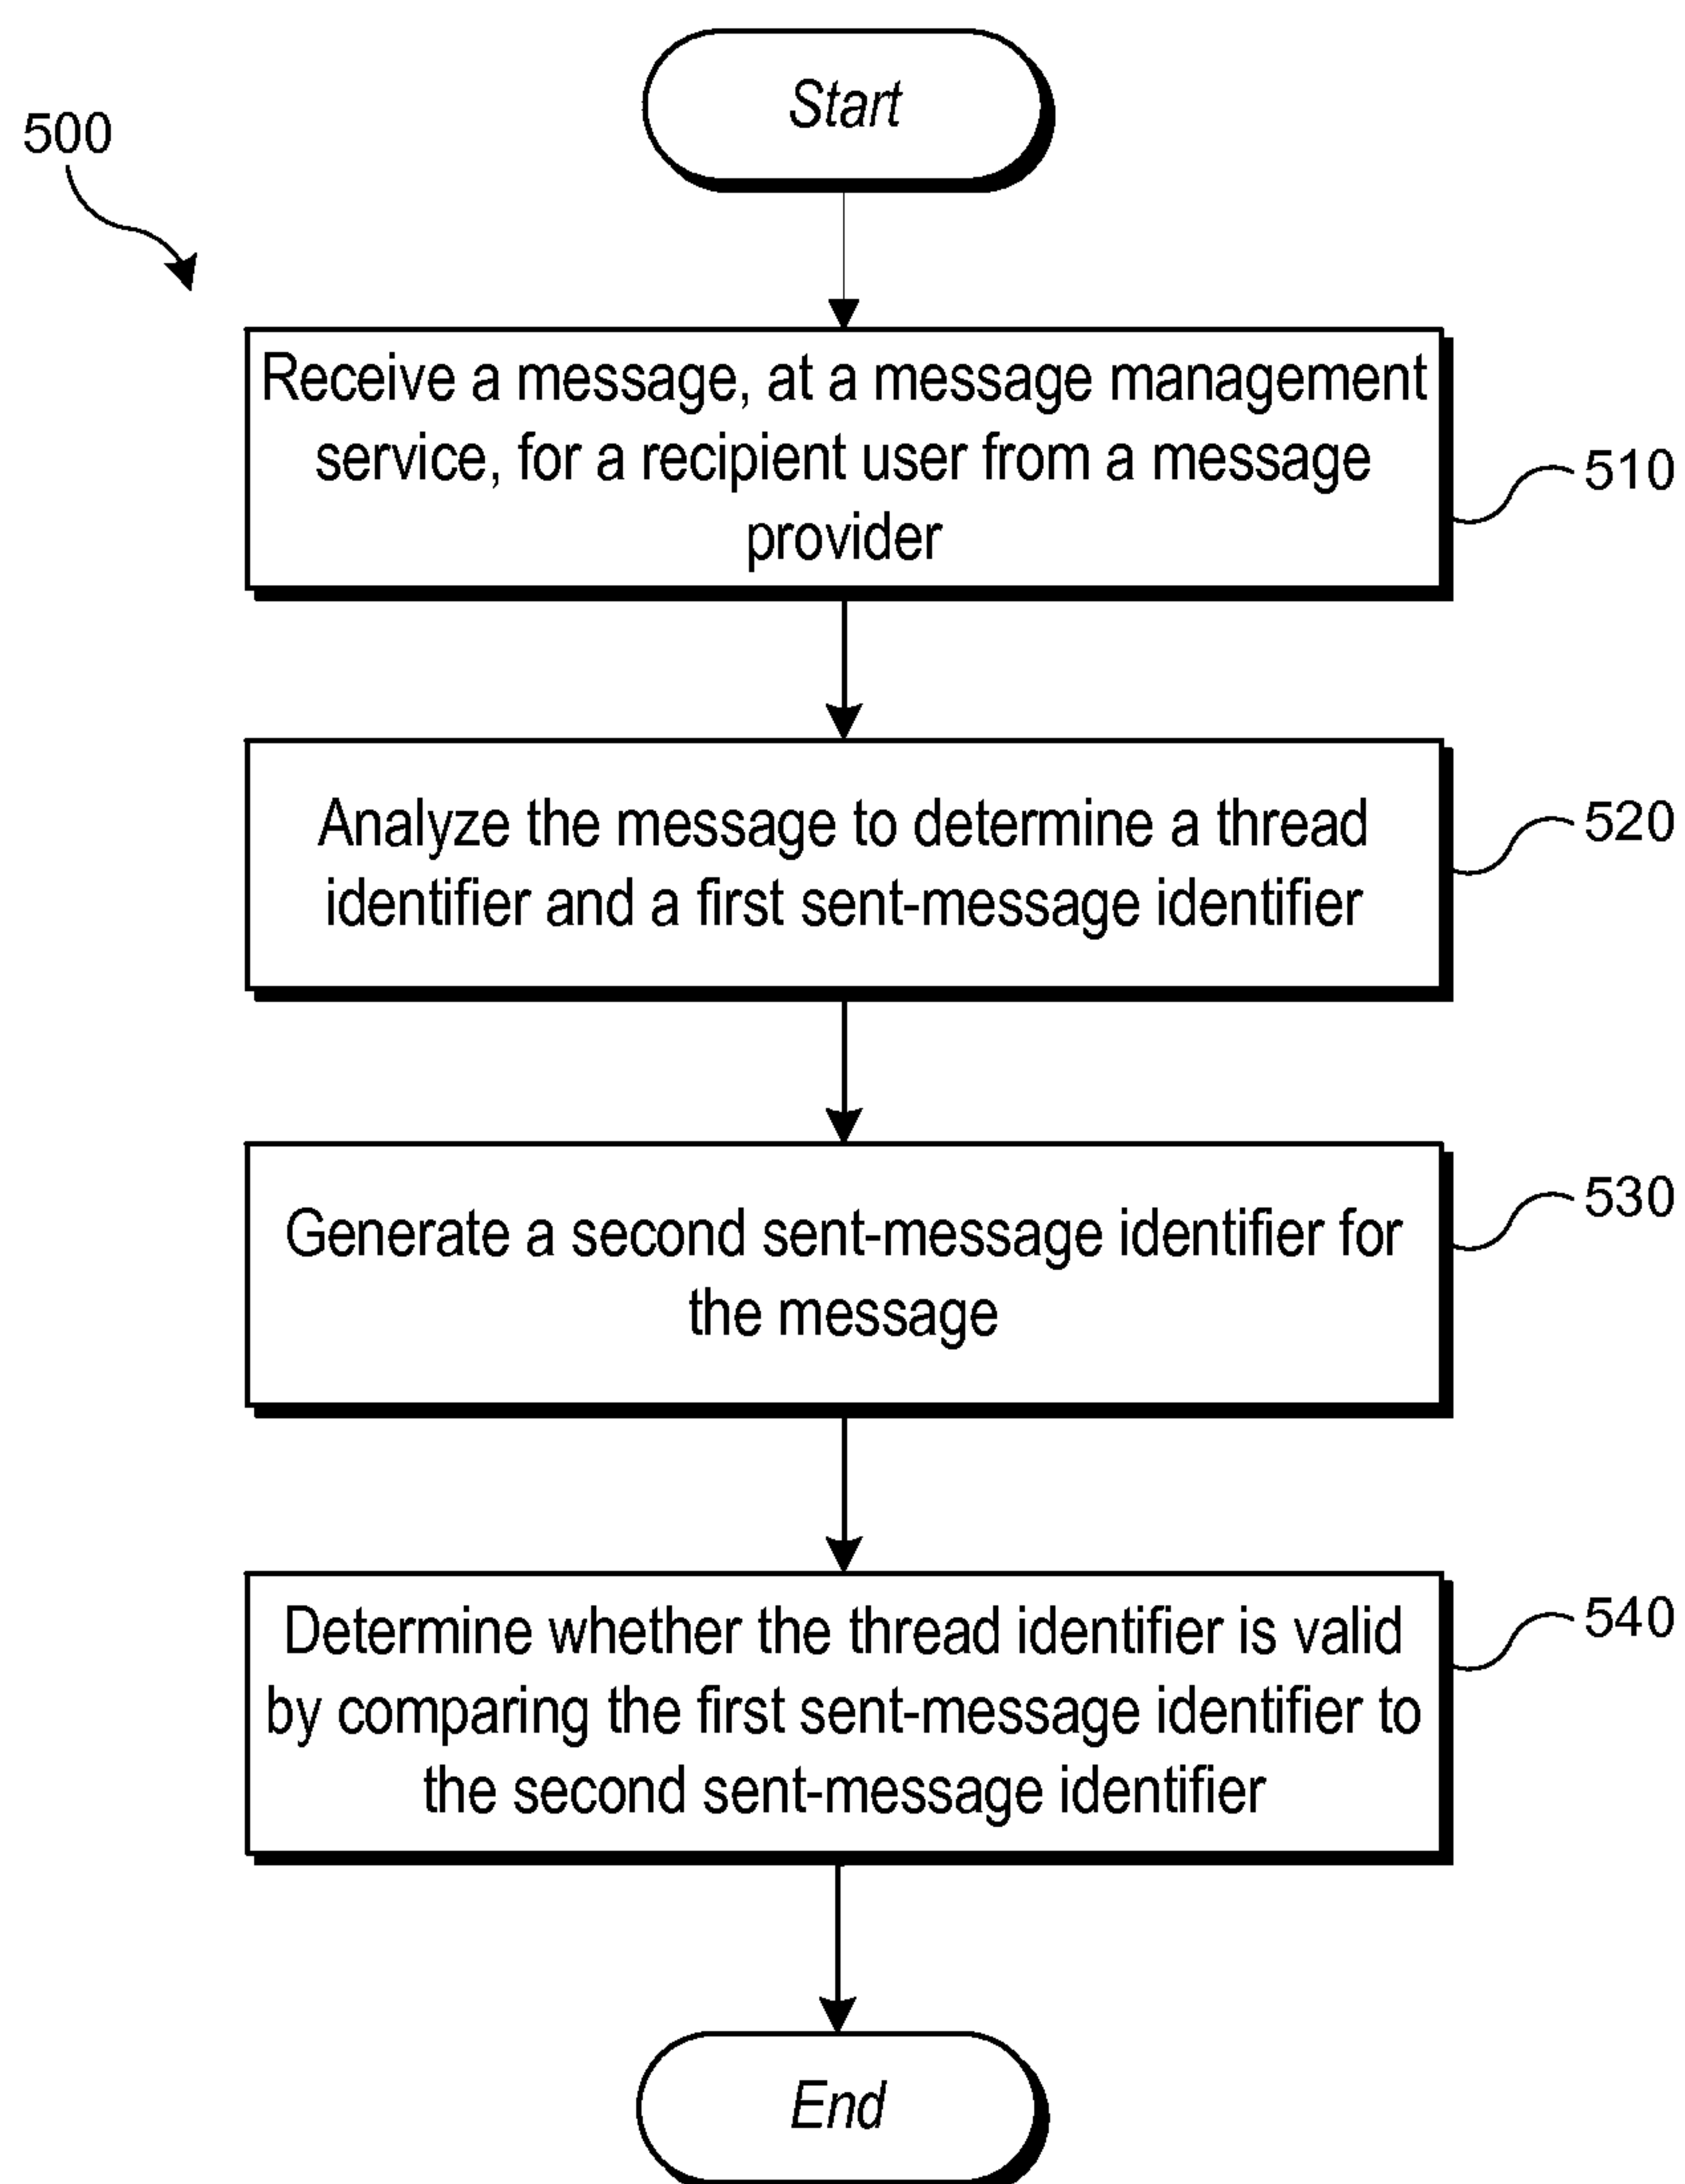 Start
500
Receive a message, at a message management
service, for a recipient user from a message
provider
510
Analyze the message to determine a thread
identifier and a first sent-message identifier
520
Generate a second sent-message identifier for
the message
530
Determine whether the thread identifier is valid
by comparing the first sent-message identifier to
the second sent-message identifier
540
End